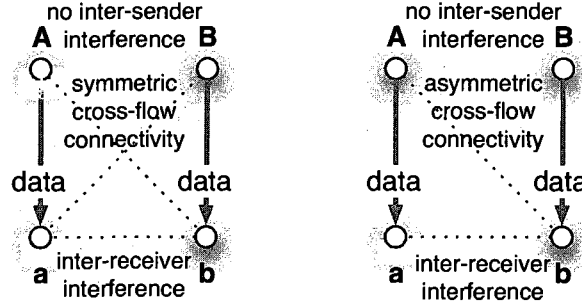 no inter-sender
A interference B
symmetric
cross-flow
connectivity
data data
a inter-receiver b
interference
no inter-sender
A interference B
asymmetric
cross-flow
connectivity
data data
a inter-receiver b
interference